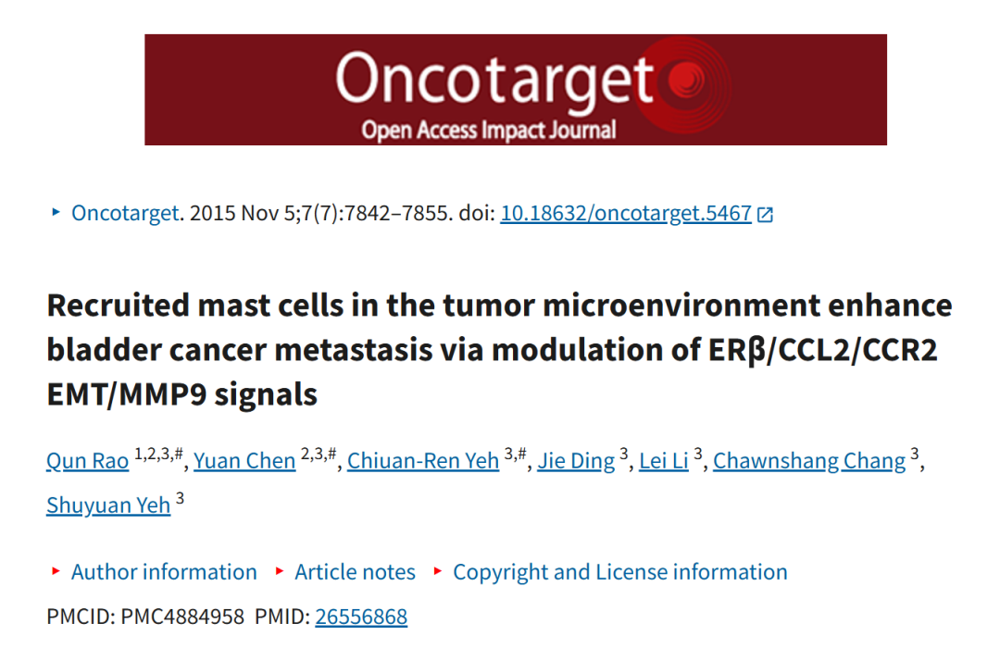 Oncotarget
Open Access Impact Journal
Oncotarget. 2015 Nov 5;7(7):7842–7855. doi: 10.18632/oncotarget.5467
Recruited mast cells in the tumor microenvironment enhance
bladder cancer metastasis via modulation of ERβ/CCL2/CCR2
EMT/MMP9 signals
Qun Rao 1,2,3,#, Yuan Chen 2,3,#, Chiuan-Ren Yeh 3,#, Jie Ding 3, Lei Li 3, Chawnshang Chang 3,
Shuyuan Yeh 3
Author information Article notes Copyright and License information
PMCID: PMC4884958 PMID: 26556868